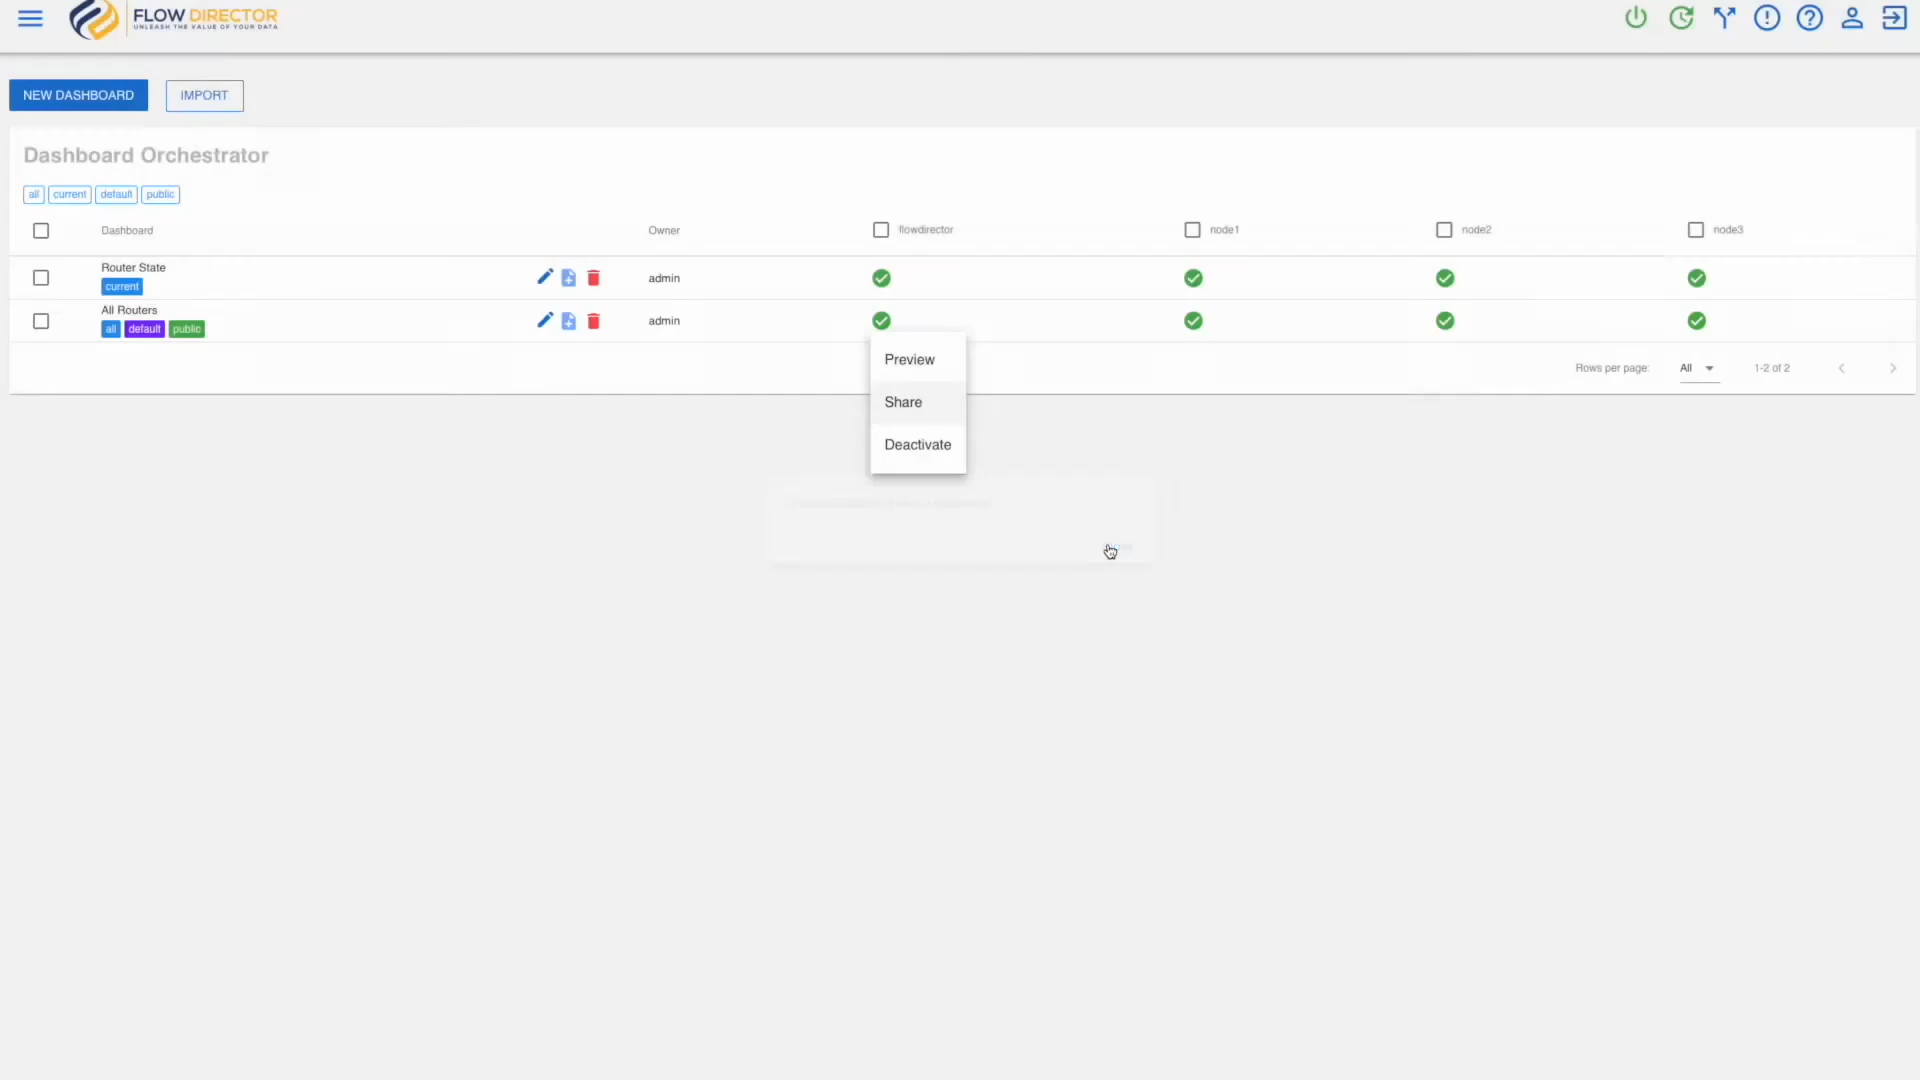 FLOW DIRECTOR
UNLEASH THE VALUE OF YOUR DATA
NEW DASHBOARD
IMPORT
Dashboard Orchestrator
all current default public
Dashboard Owner flowdirector node1 node2 node3
Router State
current
admin
All Routers
all default public
admin
Preview
Share
Deactivate
Rows per page: All 1-2 of 2